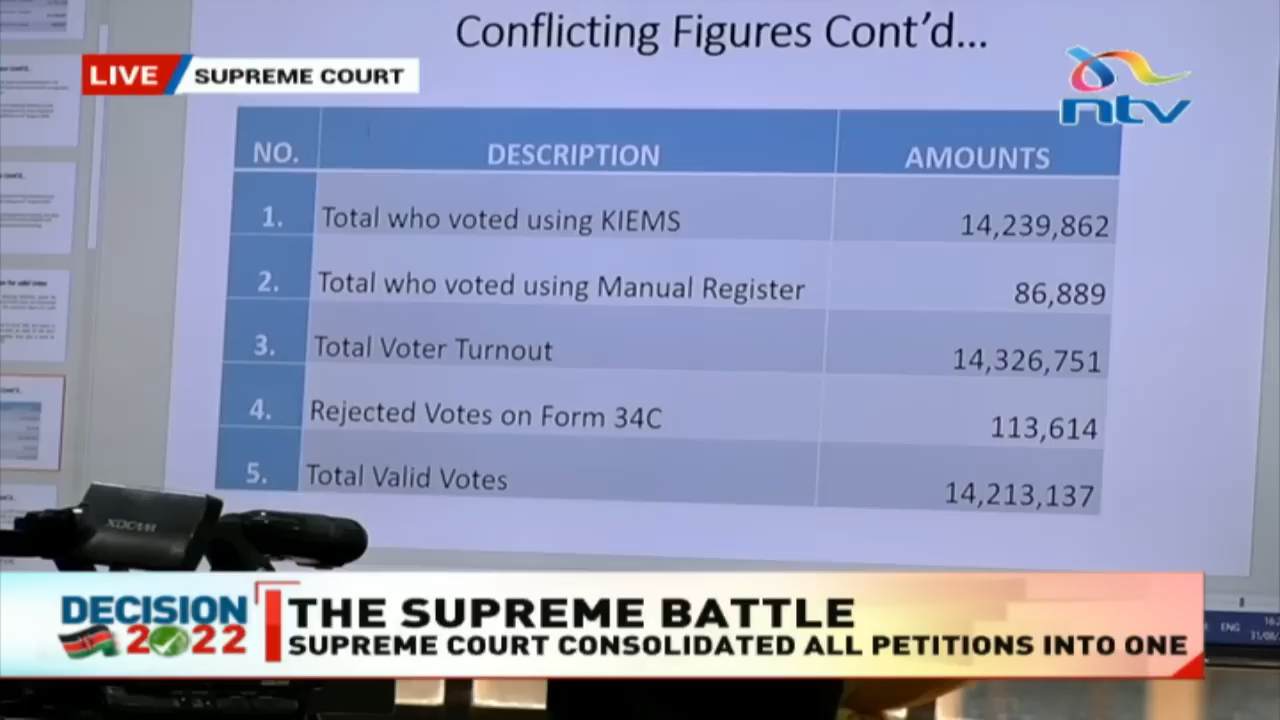 Conflicting Figures Cont’d...
LIVE SUPREME COURT
ntv
NO. DESCRIPTION AMOUNTS
1. Total who voted using KIEMS 14,239,862
2. Total who voted using Manual Register 86,889
3. Total Voter Turnout 14,326,751
4. Rejected Votes on Form 34C 113,614
5. Total Valid Votes 14,213,137
XDCAM
DECISION
2022
THE SUPREME BATTLE
SUPREME COURT CONSOLIDATED ALL PETITIONS INTO ONE
ENG